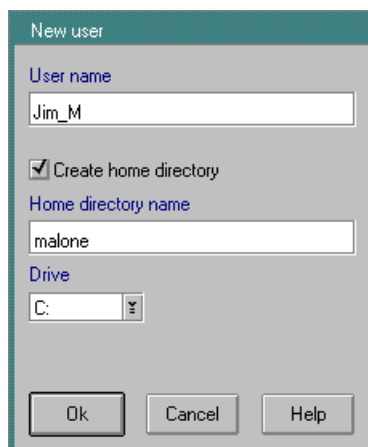 New user
User name
Jim_M
Create home directory
Home directory name
malone
Drive
C:
Ok Cancel Help